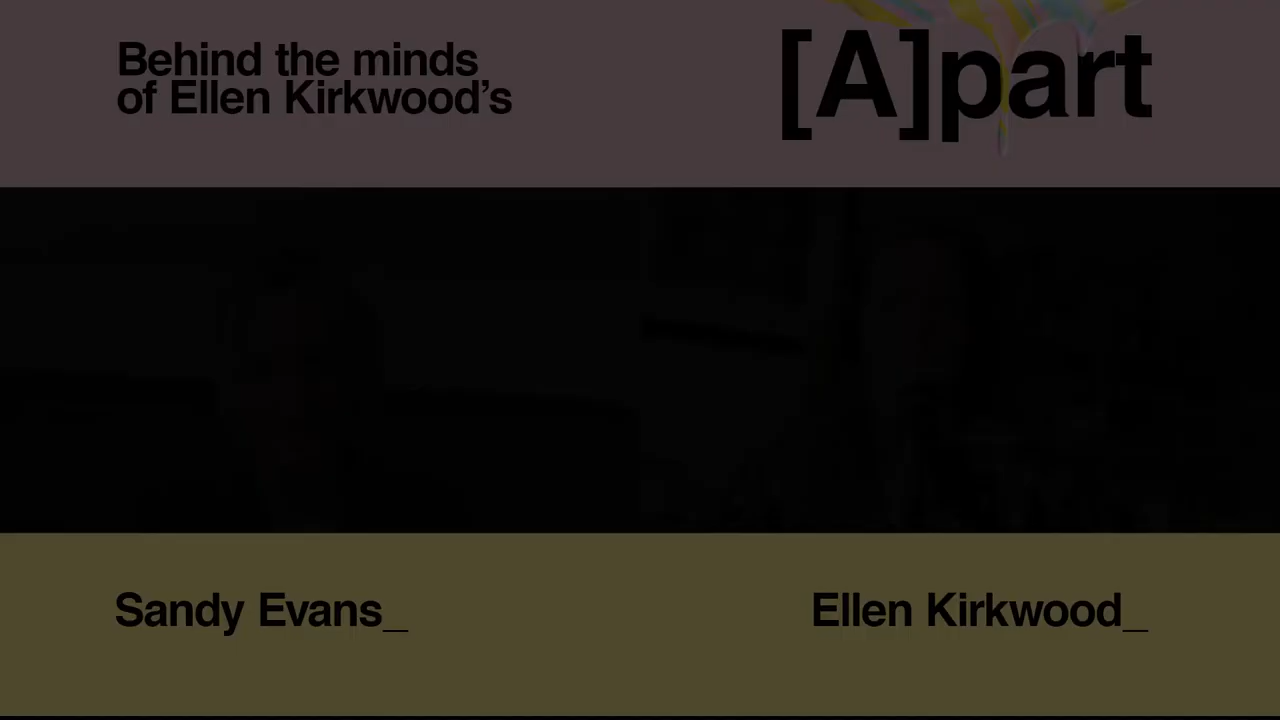 Behind the minds
of Ellen Kirkwood’s
[A]part
Sandy Evans_
Ellen Kirkwood_